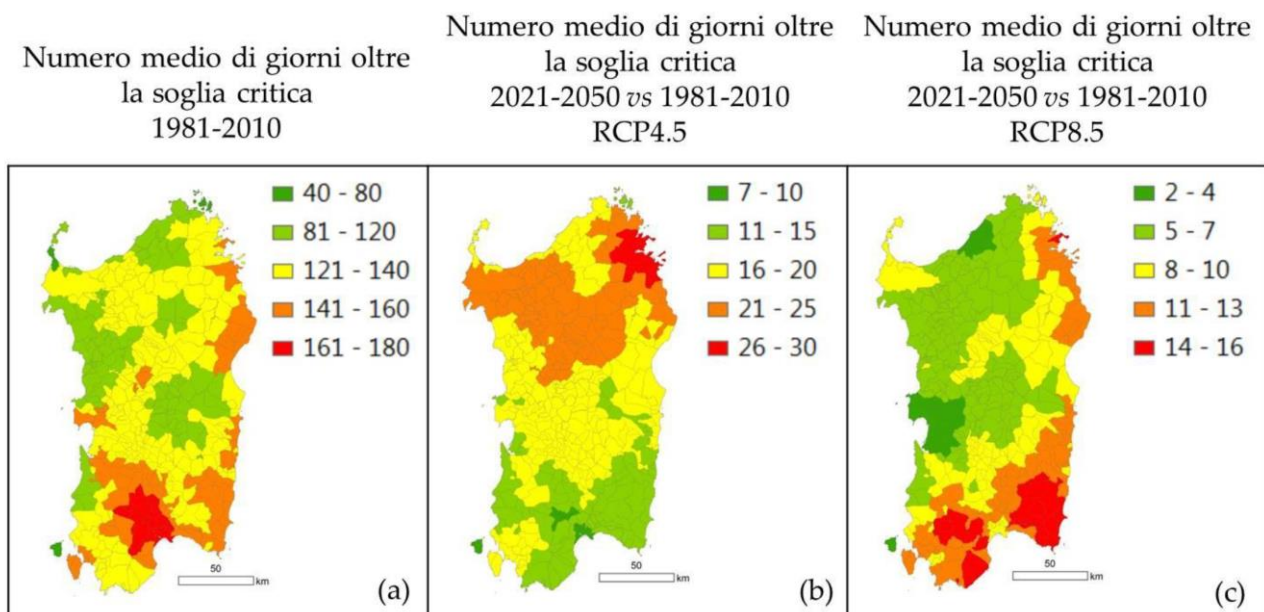 Numero medio di giorni oltre
la soglia critica
1981-2010
Numero medio di giorni oltre
la soglia critica
2021-2050 vs 1981-2010
RCP4.5
Numero medio di giorni oltre
la soglia critica
2021-2050 vs 1981-2010
RCP8.5
40 - 80
81 - 120
121 - 140
141 - 160
161 - 180
50
km
(a)
7 - 10
11 - 15
16 - 20
21 - 25
26 - 30
50
km
(b)
2 - 4
5 - 7
8 - 10
11 - 13
14 - 16
50
km
(c)